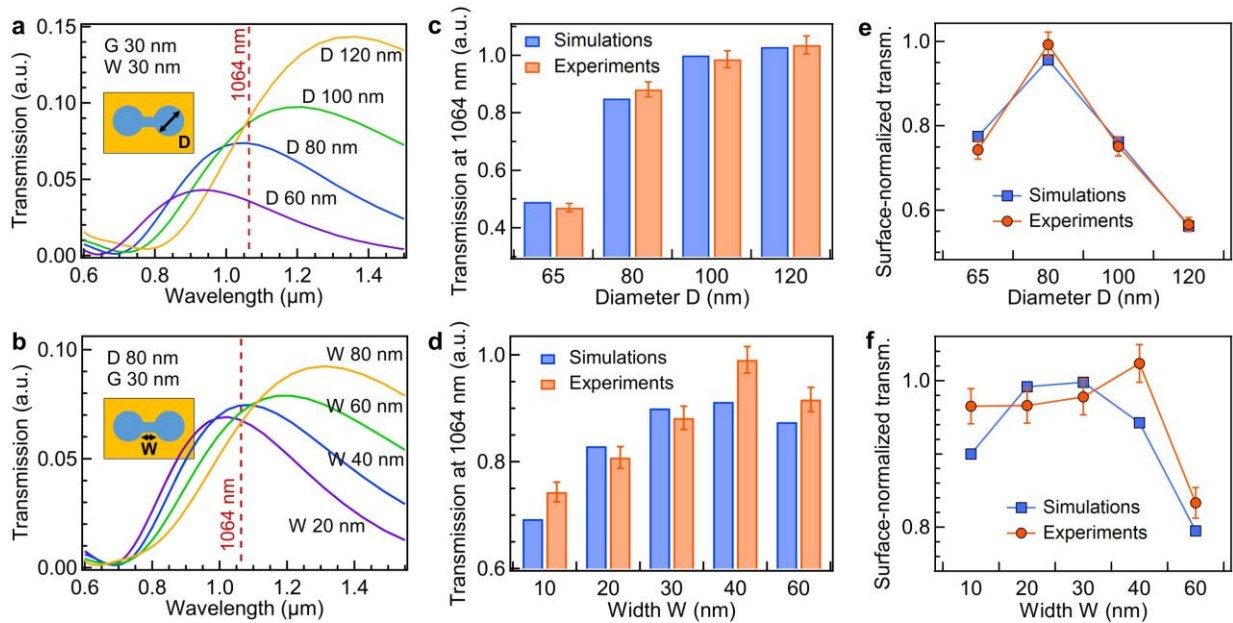 a
G 30 nm
W 30 nm
D
1064 nm
D 120 nm
D 100 nm
D 80 nm
D 60 nm
Transmission (a.u.)
0.15
0.10
0.05
0.00
0.6 0.8 1.0 1.2 1.4
Wavelength (µm)
c
Simulations
Experiments
Transmission at 1064 nm (a.u.)
1.0
0.8
0.6
0.4
65 80 100 120
Diameter D (nm)
e
Simulations
Experiments
Surface-normalized transm.
1.0
0.8
0.6
65 80 100 120
Diameter D (nm)
b
D 80 nm
G 30 nm
W
1064 nm
W 80 nm
W 60 nm
W 40 nm
W 20 nm
Transmission (a.u.)
0.10
0.05
0.00
0.6 0.8 1.0 1.2 1.4
Wavelength (µm)
d
Simulations
Experiments
Transmission at 1064 nm (a.u.)
1.0
0.8
0.6
10 20 30 40 60
Width W (nm)
f
Simulations
Experiments
Surface-normalized transm.
1.0
0.8
10 20 30 40 60
Width W (nm)